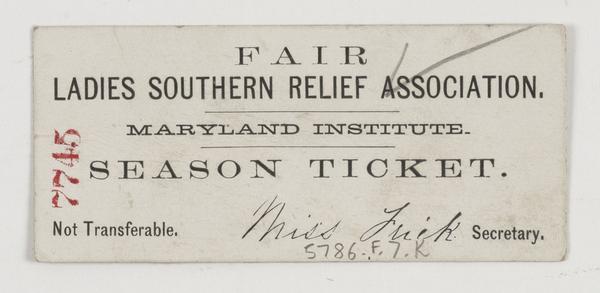 FAIR
LADIES SOUTHERN RELIEF ASSOCIATION.
MARYLAND INSTITUTE.
SEASON TICKET.
7745
Not Transferable. Miss Frick Secretary.
5786.F.7.K